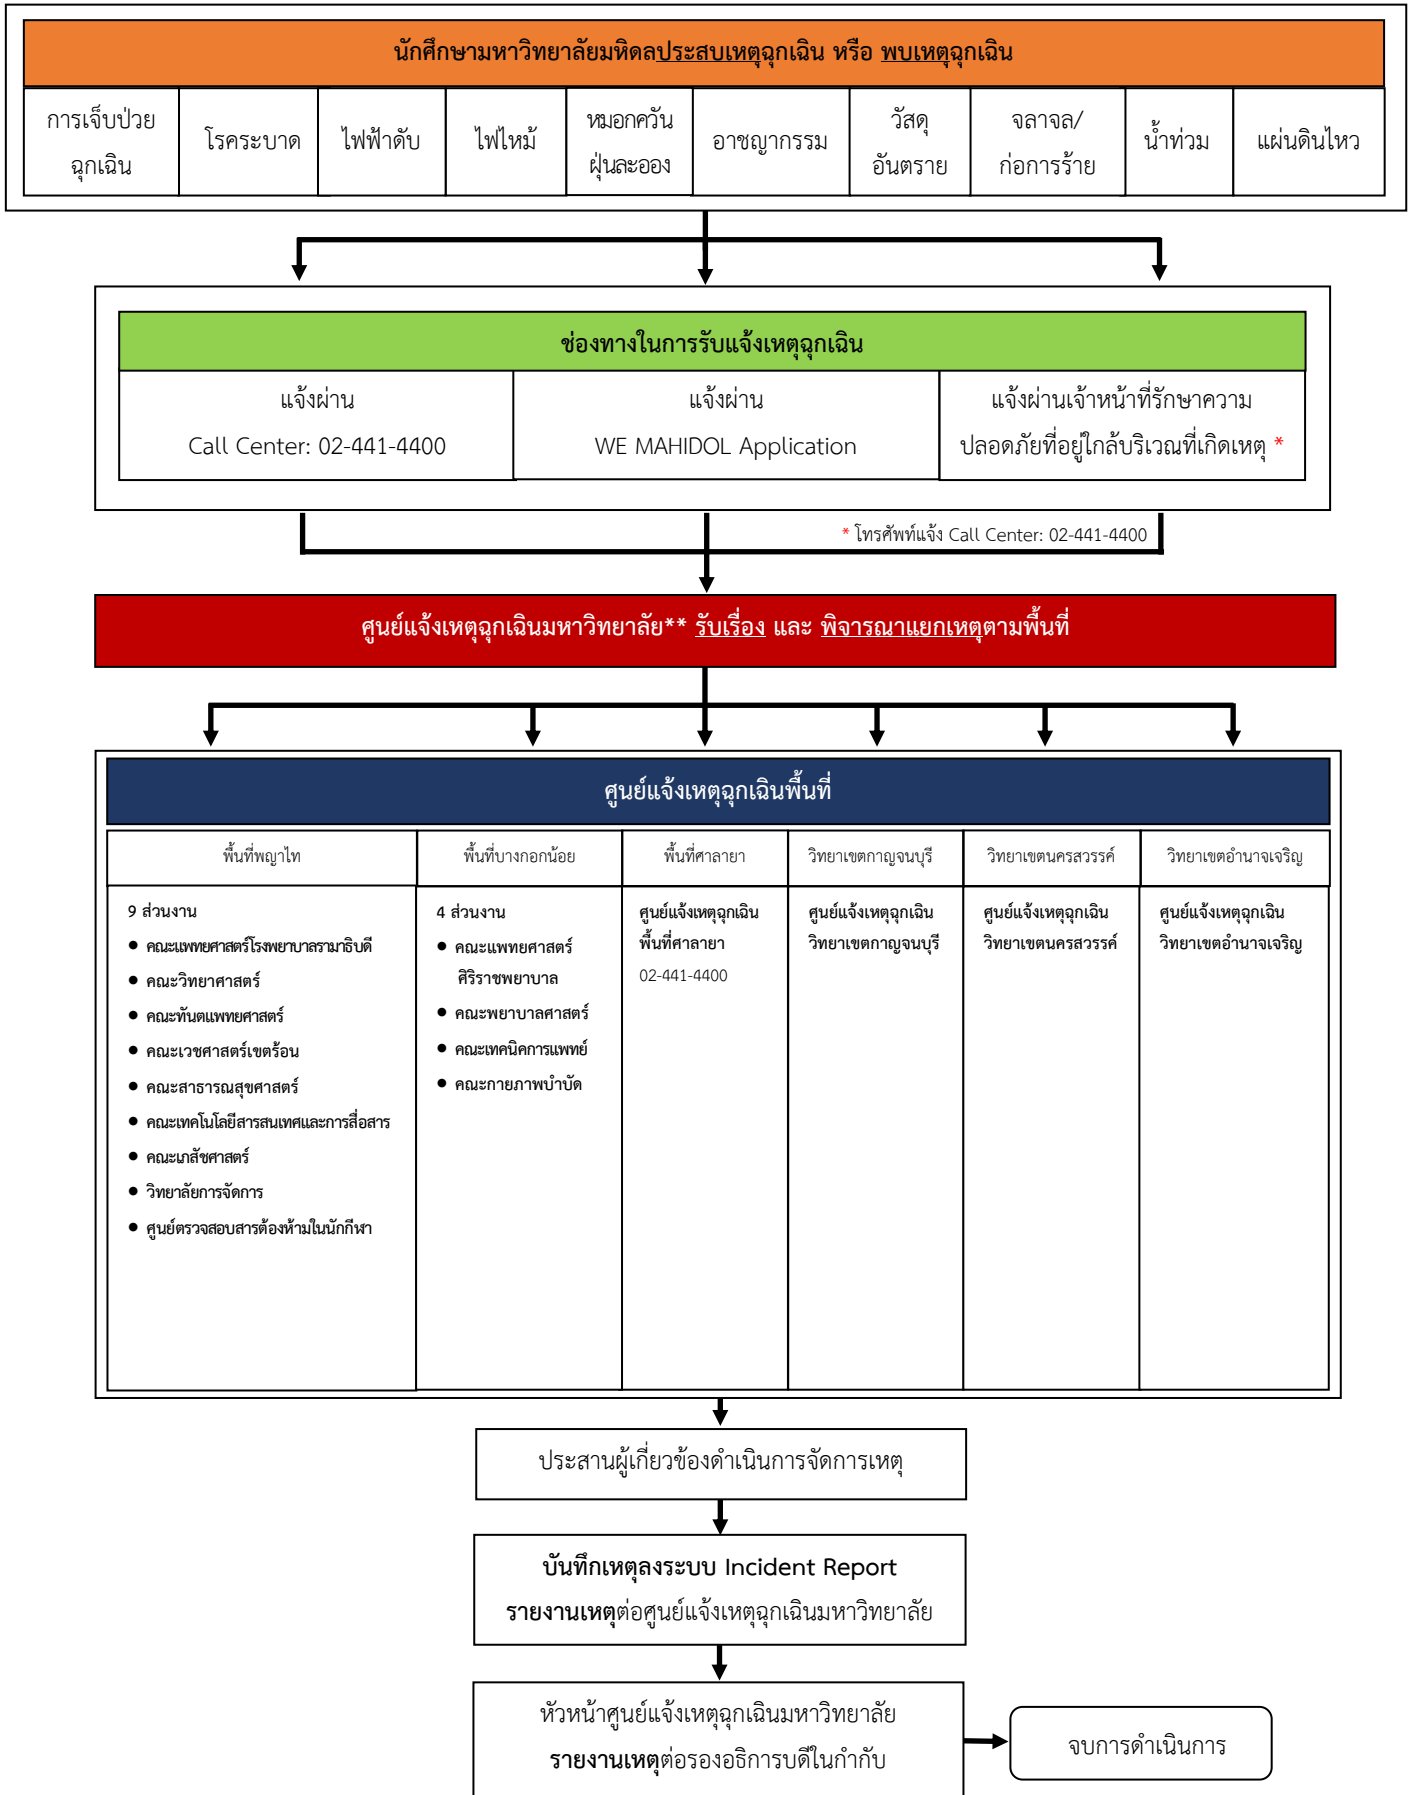 นักศึกษามหาวิทยาลัยมหิดลประสบเหตุฉุกเฉิน หรือ พบเหตุฉุกเฉิน
การเจ็บป่วย
ฉุกเฉิน
โรคระบาด
ไฟฟ้าดับ
ไฟไหม้
หมอกควัน
ฝุ่นละออง
อาชญากรรม
วัสดุ
อันตราย
จลาจล/
ก่อการร้าย
น้ำท่วม
แผ่นดินไหว
ช่องทางในการรับแจ้งเหตุฉุกเฉิน
แจ้งผ่าน
Call Center: 02-441-4400
แจ้งผ่าน
WE MAHIDOL Application
แจ้งผ่านเจ้าหน้าที่รักษาความ
ปลอดภัยที่อยู่ใกล้บริเวณที่เกิดเหตุ *
* โทรศัพท์แจ้ง Call Center: 02-441-4400
ศูนย์แจ้งเหตุฉุกเฉินมหาวิทยาลัย** รับเรื่อง และ พิจารณาแยกเหตุตามพื้นที่
ศูนย์แจ้งเหตุฉุกเฉินพื้นที่
พื้นที่พญาไท
9 ส่วนงาน
● คณะแพทยศาสตร์โรงพยาบาลรามาธิบดี
● คณะวิทยาศาสตร์
● คณะทันตแพทยศาสตร์
● คณะเวชศาสตร์เขตร้อน
● คณะสาธารณสุขศาสตร์
● คณะเทคโนโลยีสารสนเทศและการสื่อสาร
● คณะเภสัชศาสตร์
● วิทยาลัยการจัดการ
● ศูนย์ตรวจสอบสารต้องห้ามในนักกีฬา
พื้นที่บางกอกน้อย
4 ส่วนงาน
● คณะแพทยศาสตร์
ศิริราชพยาบาล
● คณะพยาบาลศาสตร์
● คณะเทคนิคการแพทย์
● คณะกายภาพบำบัด
พื้นที่ศาลายา
ศูนย์แจ้งเหตุฉุกเฉิน
พื้นที่ศาลายา
02-441-4400
วิทยาเขตกาญจนบุรี
ศูนย์แจ้งเหตุฉุกเฉิน
วิทยาเขตกาญจนบุรี
วิทยาเขตนครสวรรค์
ศูนย์แจ้งเหตุฉุกเฉิน
วิทยาเขตนครสวรรค์
วิทยาเขตอำนาจเจริญ
ศูนย์แจ้งเหตุฉุกเฉิน
วิทยาเขตอำนาจเจริญ
ประสานผู้เกี่ยวข้องดำเนินการจัดการเหตุ
บันทึกเหตุลงระบบ Incident Report
รายงานเหตุต่อศูนย์แจ้งเหตุฉุกเฉินมหาวิทยาลัย
หัวหน้าศูนย์แจ้งเหตุฉุกเฉินมหาวิทยาลัย
รายงานเหตุต่อรองอธิการบดีในกำกับ
จบการดำเนินการ